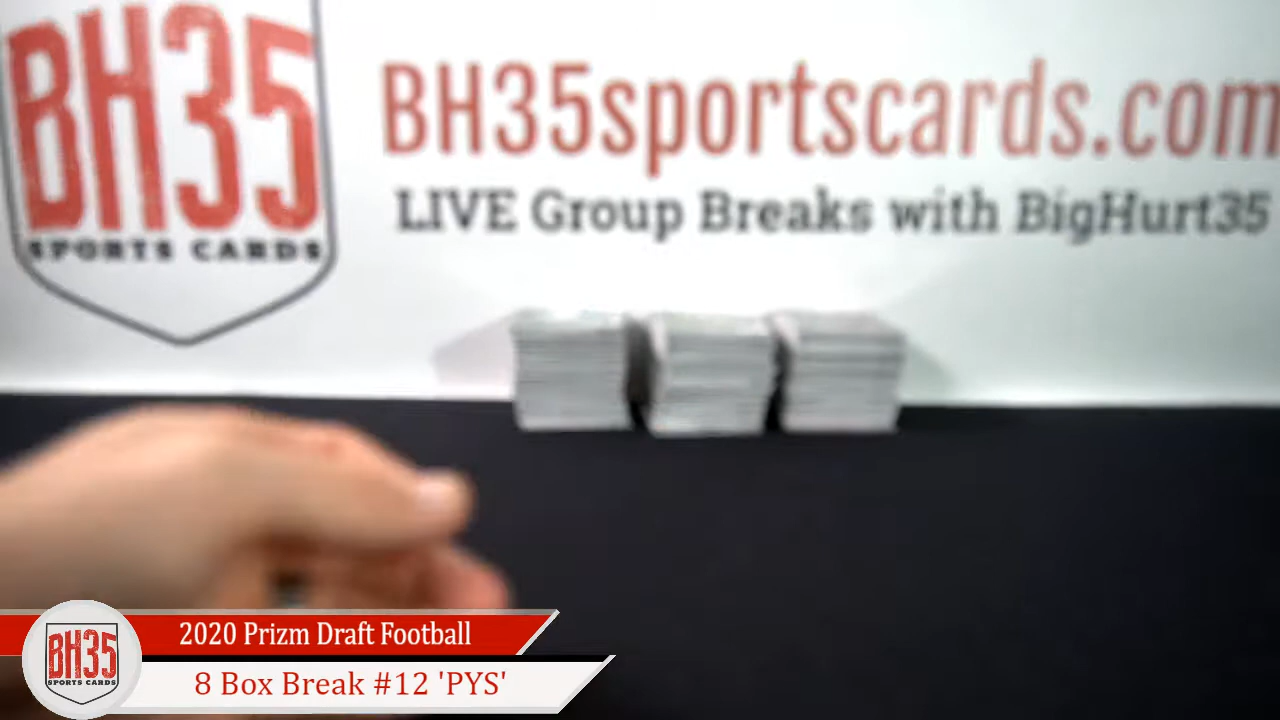 BH35
SPORTS CARDS
BH35sportscards.com
LIVE Group Breaks with BigHurt35
2020 Prizm Draft Football
8 Box Break #12 'PYS'
BH35
SPORTS CARDS